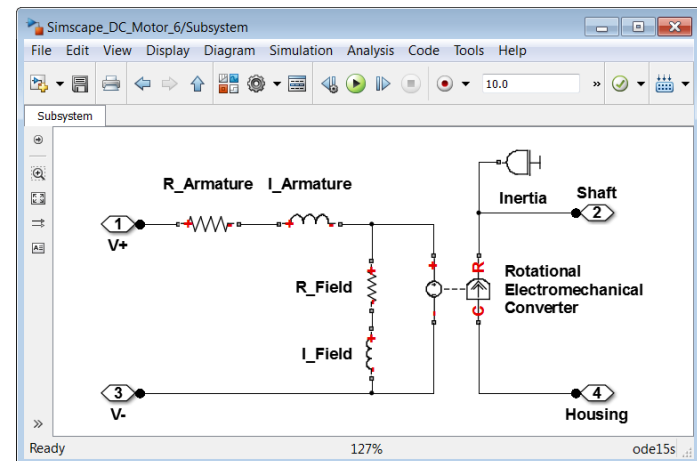 Simscape_DC_Motor_6/Subsystem
File Edit View Display Diagram Simulation Analysis Code Tools Help
10.0 »
Subsystem
R_Armature I_Armature
Inertia
Shaft
1
2
V+
+
+
+
R
R_Field
+
Rotational
Electromechanical
Converter
C
-
I_Field
+
3
4
V-
Housing
»
Ready 127% ode15s